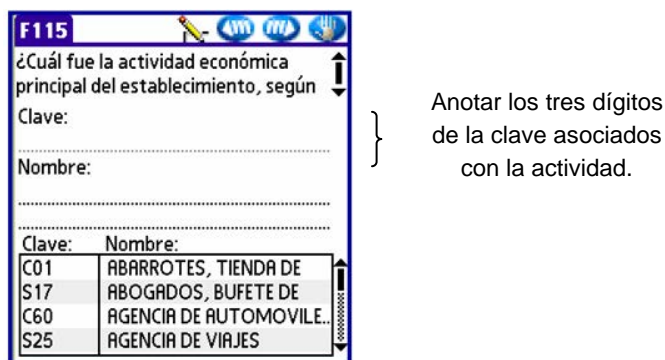 F115
¿Cuál fue la actividad económica
principal del establecimiento, según
Clave:
Nombre:
Clave: Nombre:
C01 ABARROTES, TIENDA DE
S17 ABOGADOS, BUFETE DE
C60 AGENCIA DE AUTOMOVILE..
S25 AGENCIA DE VIAJES
Anotar los tres dígitos
de la clave asociados
con la actividad.